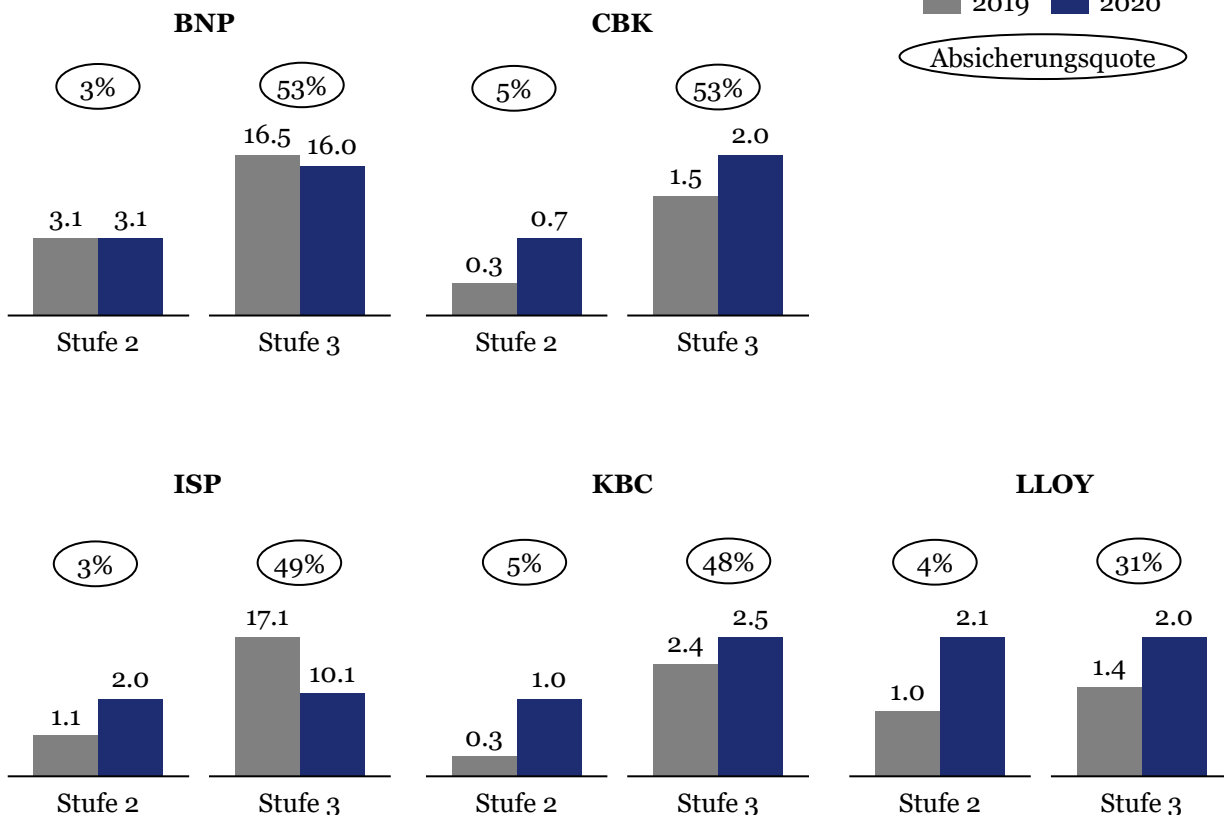 2019 2020
Absicherungsquote
BNP
3% 53%
3.1 3.1 16.5 16.0
Stufe 2 Stufe 3
CBK
5% 53%
0.3 0.7 1.5 2.0
Stufe 2 Stufe 3
ISP
3% 49%
1.1 2.0 17.1 10.1
Stufe 2 Stufe 3
KBC
5% 48%
0.3 1.0 2.4 2.5
Stufe 2 Stufe 3
LLOY
4% 31%
1.0 2.1 1.4 2.0
Stufe 2 Stufe 3